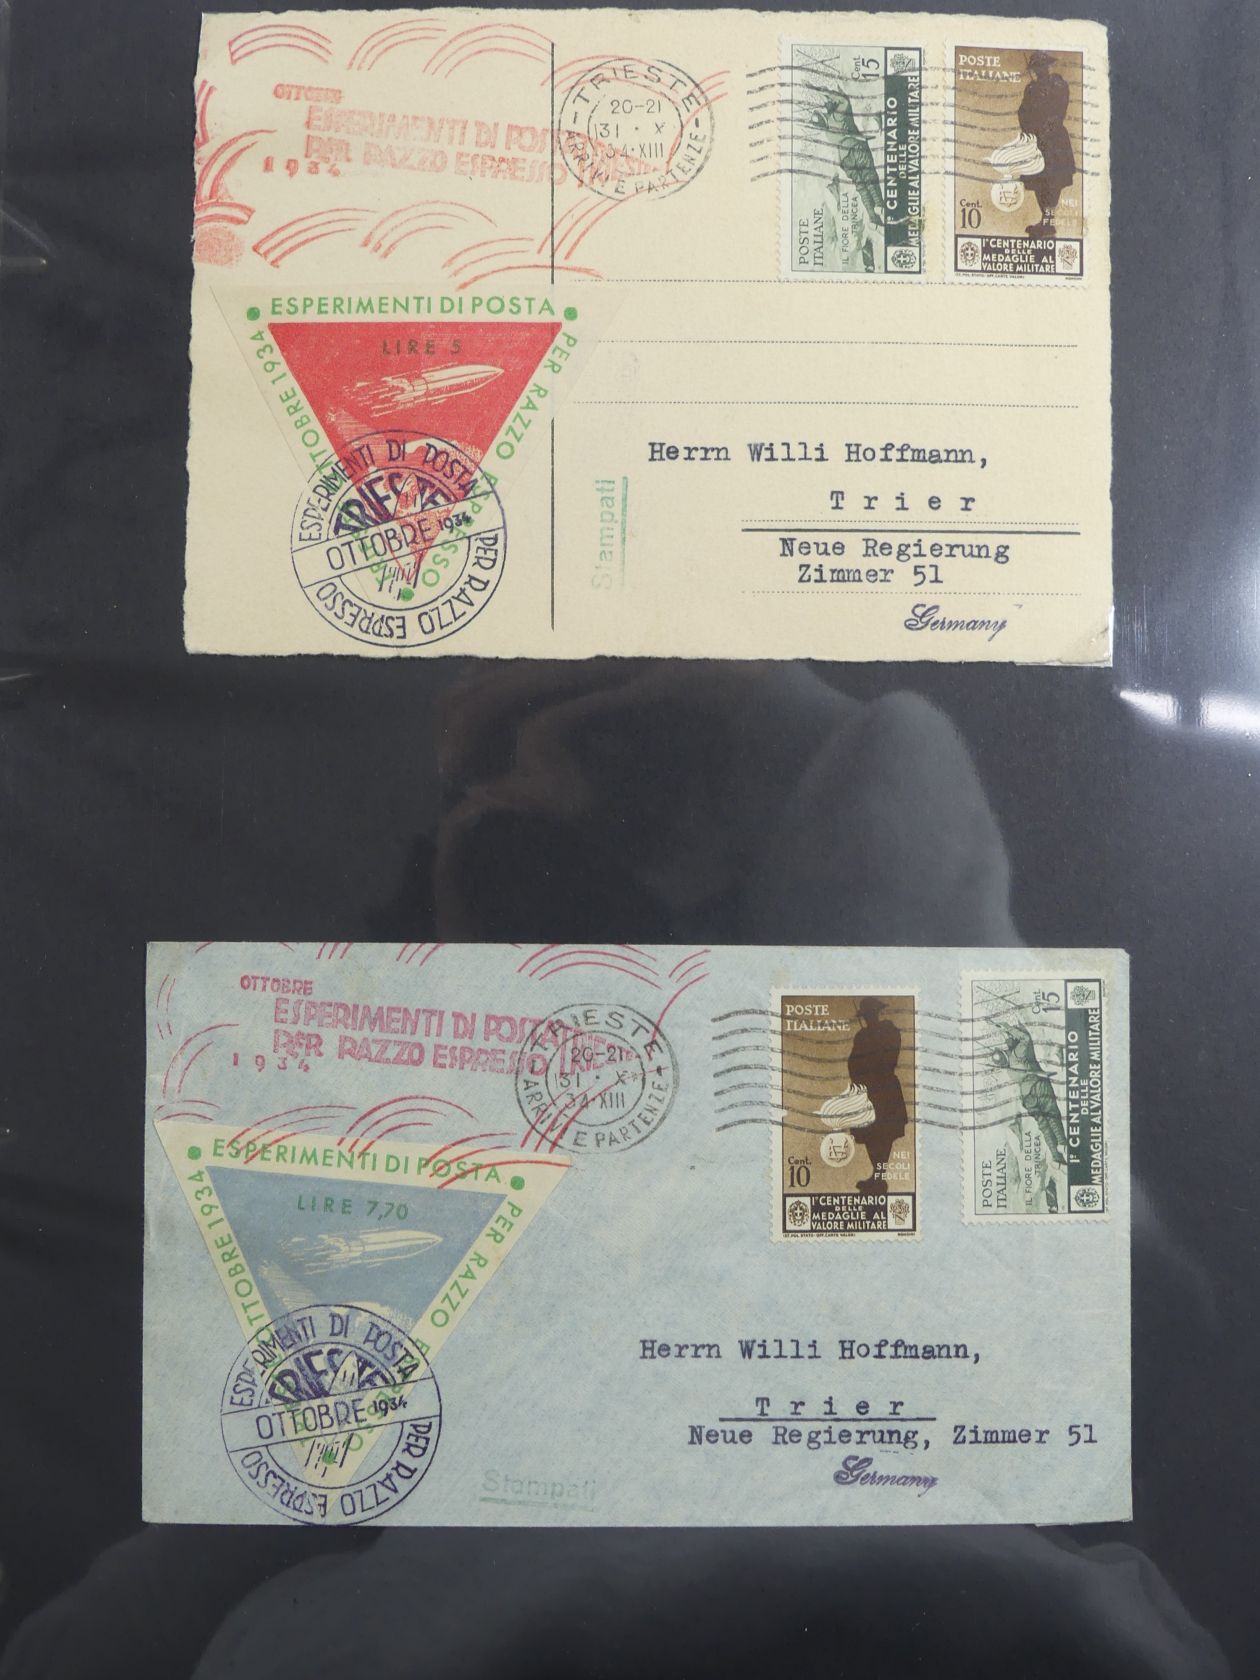 OTTOBRE
ESPERIMENTI DI POSTA
PER RAZZO ESPRESSO TRIESTE
1934
TRIESTE
20-21
31 · X
34·XIII
ARRIVI E PARTENZE
Cent. 15
POSTE ITALIANE
IL FIORE DELLA TRINCEA
1° CENTENARIO
DELLE
MEDAGLIE AL VALORE MILITARE
POSTE
ITALIANE
Cent.
10
NEI
SECOLI
FEDELE
1° CENTENARIO
DELLE
MEDAGLIE AL
VALORE MILITARE
ESPERIMENTI DI POSTA
PER RAZZO ESPRESSO
OTTOBRE 1934
LIRE 5
ESPERIMENTI DI POSTA
TRIESTE
OTTOBRE 1934
PER RAZZO ESPRESSO
Stampati
Herrn Willi Hoffmann,
Trier
Neue Regierung
Zimmer 51
Germany
OTTOBRE
ESPERIMENTI DI POSTA
PER RAZZO ESPRESSO TRIESTE
1934
TRIESTE
20-21
31 · X
34·XIII
ARRIVI E PARTENZE
POSTE
ITALIANE
Cent.
10
NEI
SECOLI
FEDELE
1° CENTENARIO
DELLE
MEDAGLIE AL
VALORE MILITARE
Cent. 15
POSTE ITALIANE
IL FIORE DELLA TRINCEA
1° CENTENARIO
DELLE
MEDAGLIE AL VALORE MILITARE
ESPERIMENTI DI POSTA
PER RAZZO ESPRESSO
OTTOBRE 1934
LIRE 7,70
ESPERIMENTI DI POSTA
TRIESTE
OTTOBRE 1934
PER RAZZO ESPRESSO
Stampati
Herrn Willi Hoffmann,
Trier
Neue Regierung, Zimmer 51
Germany